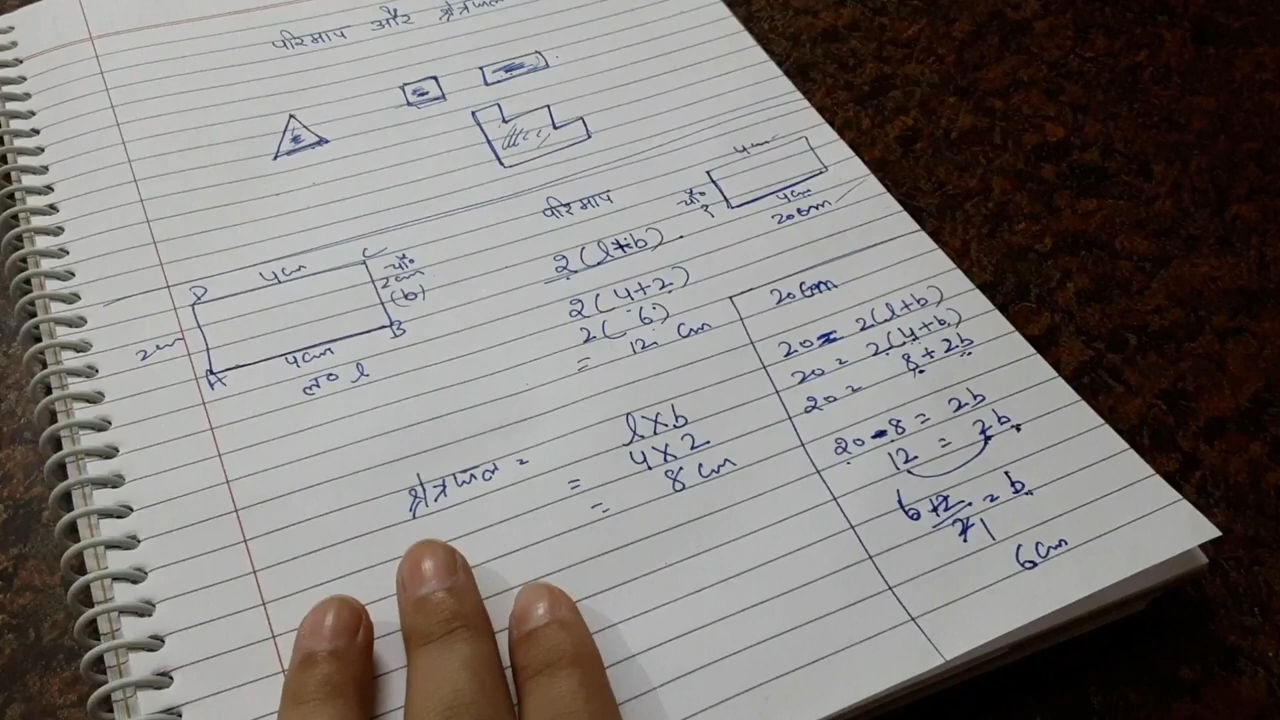 परिमाप और क्षेत्रफल
4cm
चौ०
?
4cm
20cm
परिमाप
D
4cm
C
चौ०
2cm
(b)
2cm
A
4cm
B
ल० l
2(l+b)
2(4+2)
2(6)
= 12 cm
क्षेत्रफल =
l×b
= 4×2
= 8 cm
20cm
20 = 2(l+b)
20 = 2(4+b)
20 = 8+2b
20-8 = 2b
12 = 2b
6 12/2 1 = b
6cm